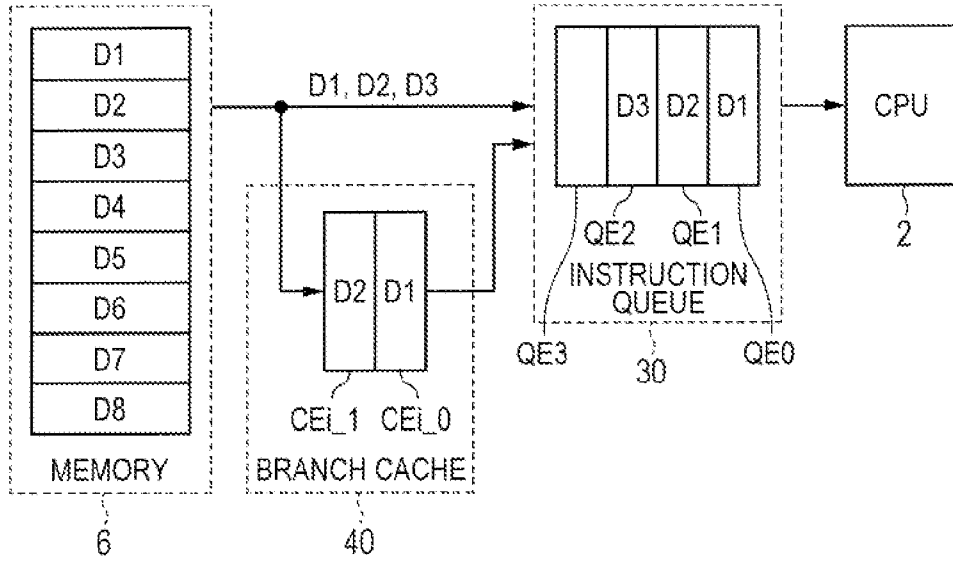 D1
D2
D3
D4
D5
D6
D7
D8
MEMORY
6
D1, D2, D3
D2 D1
CEi_1 CEi_0
BRANCH CACHE
40
D3 D2 D1
QE2 QE1
INSTRUCTION
QUEUE
QE3 QE0
30
CPU
2